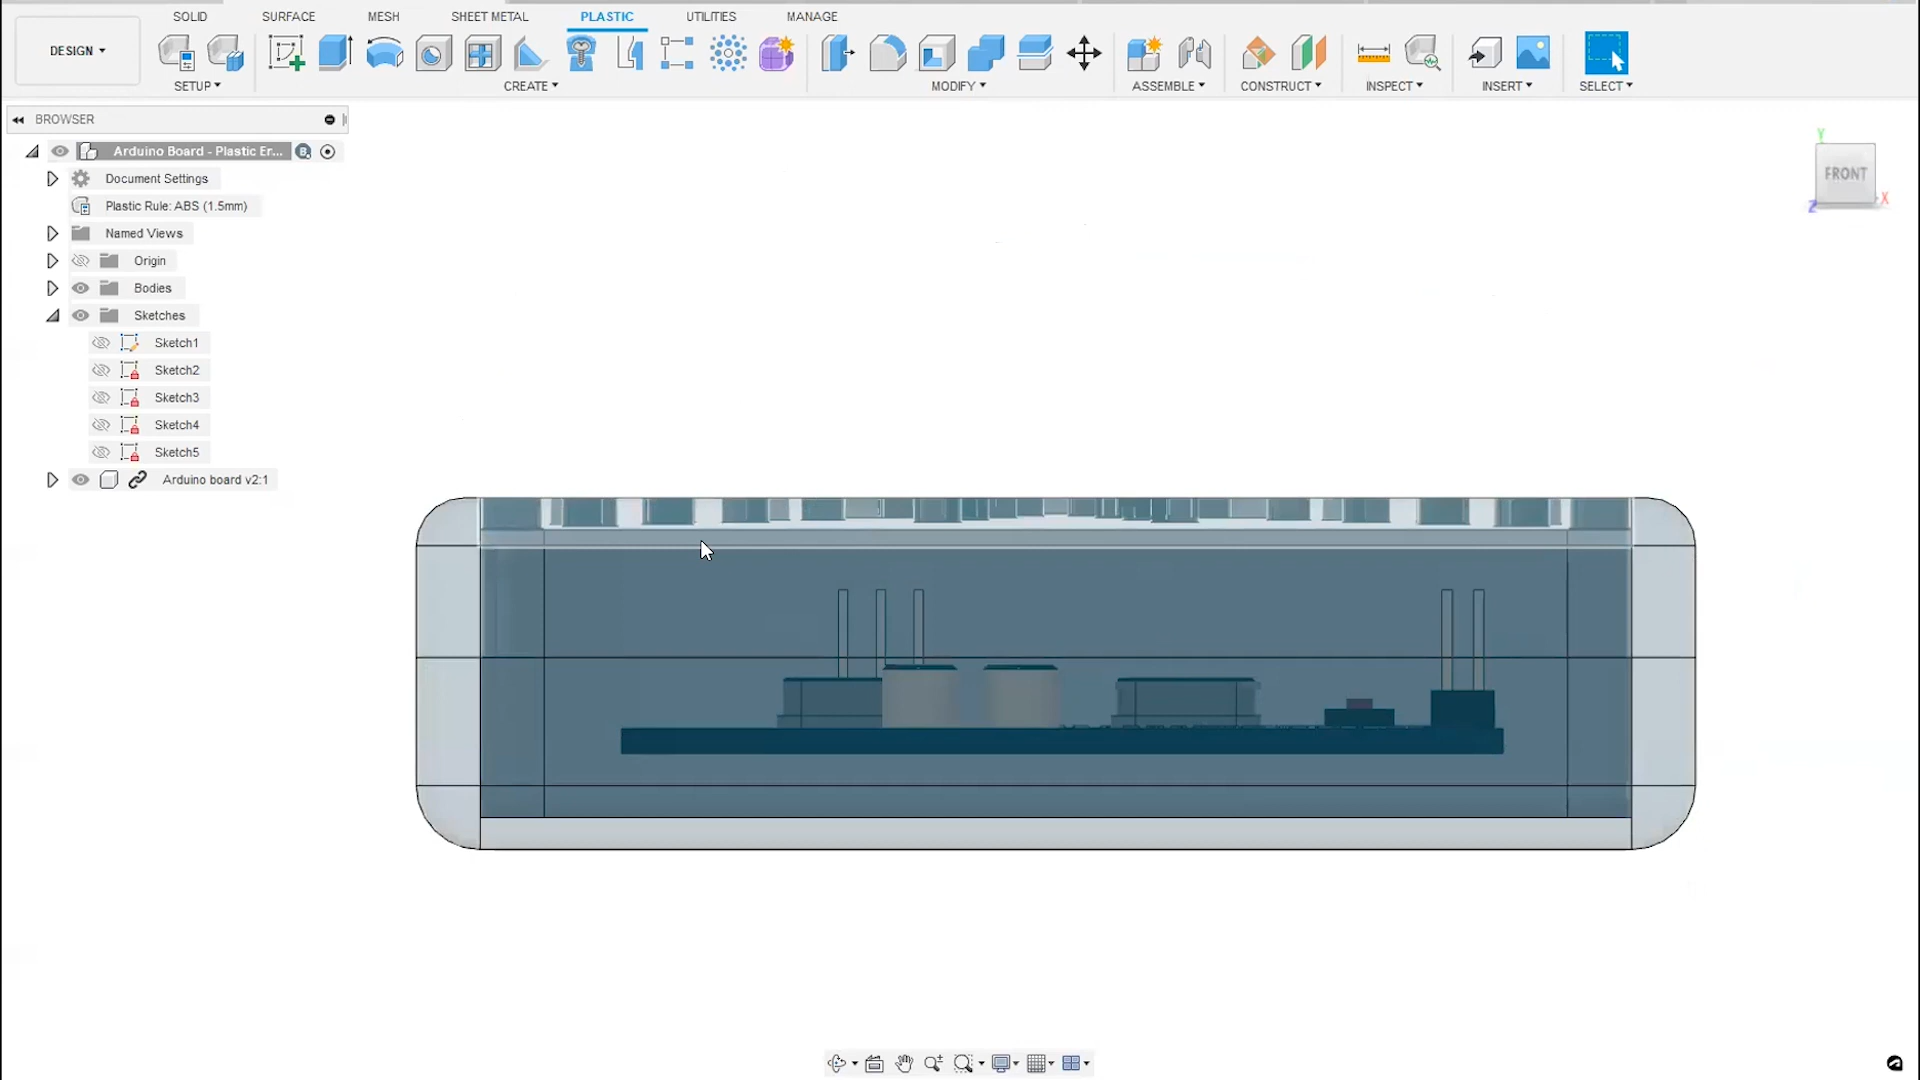 SOLID SURFACE MESH SHEET METAL PLASTIC UTILITIES MANAGE
DESIGN
SETUP CREATE MODIFY ASSEMBLE CONSTRUCT INSPECT INSERT SELECT
BROWSER
Arduino Board - Plastic Er...
Document Settings
Plastic Rule: ABS (1.5mm)
Named Views
Origin
Bodies
Sketches
Sketch1
Sketch2
Sketch3
Sketch4
Sketch5
Arduino board v2:1
Y
FRONT
X
Z